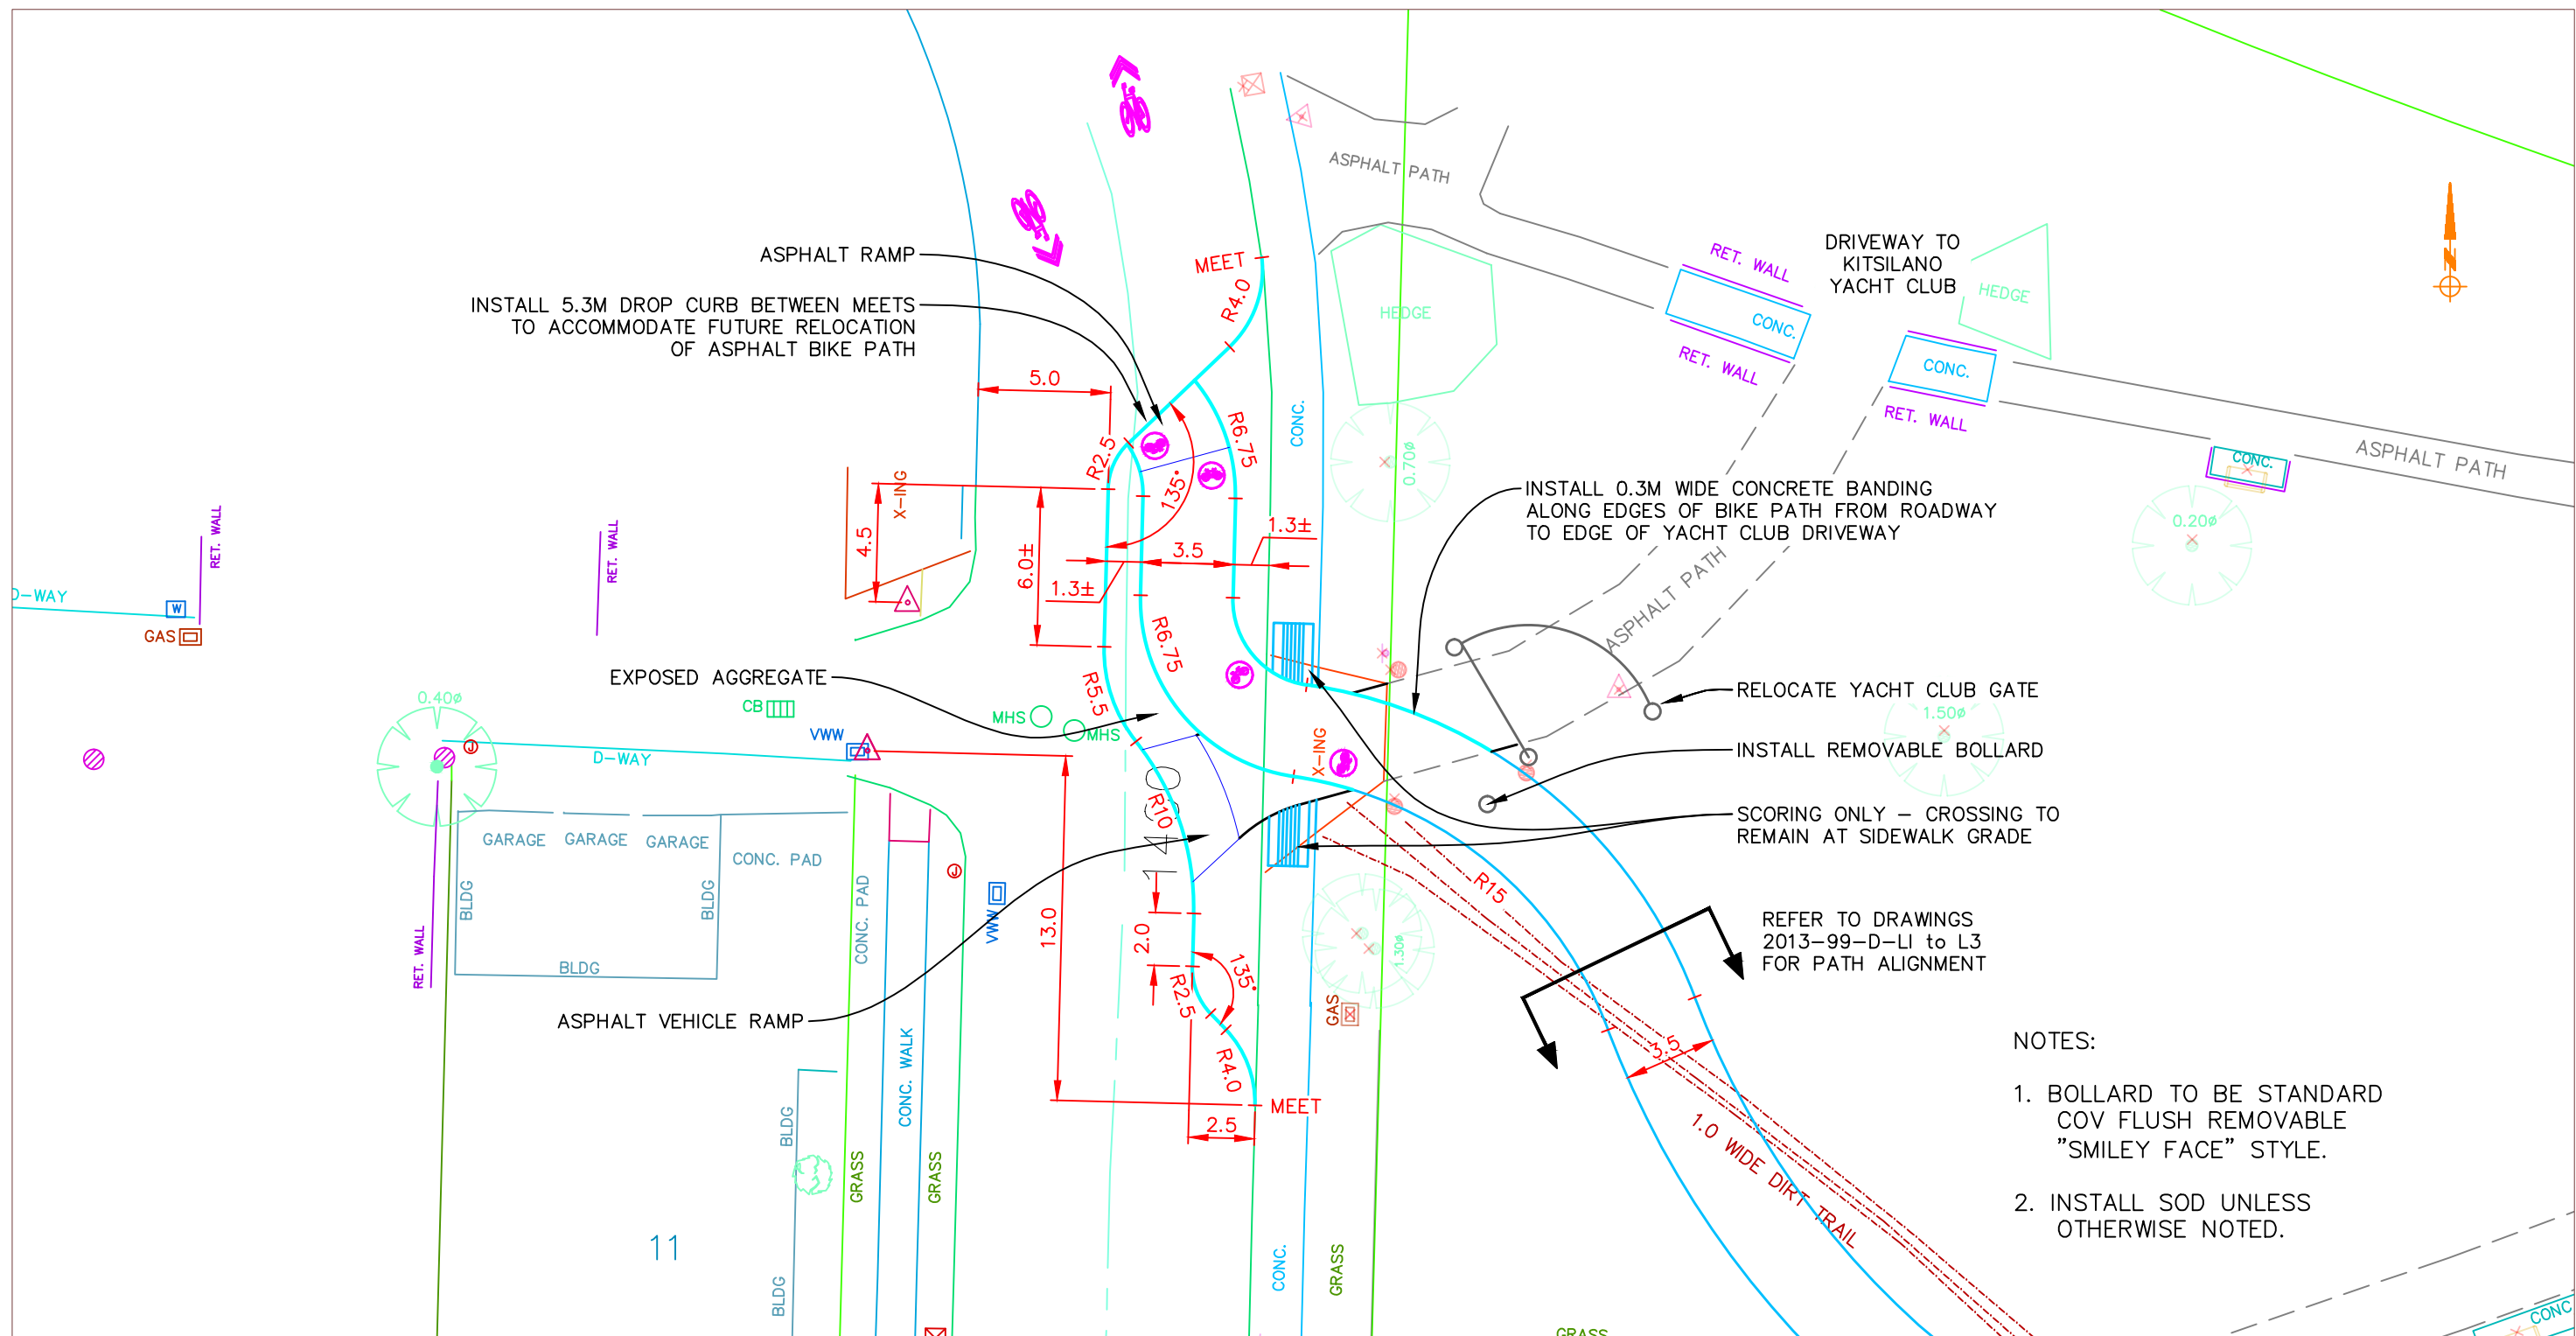 ASPHALT PATH
MEET
R4.0
ASPHALT RAMP
INSTALL 5.3M DROP CURB BETWEEN MEETS
TO ACCOMMODATE FUTURE RELOCATION
OF ASPHALT BIKE PATH
HEDGE
RET. WALL
CONC.
RET. WALL
DRIVEWAY TO
KITSILANO
YACHT CLUB
HEDGE
N
CONC.
RET. WALL
ASPHALT PATH
CONC.
0.20ø
5.0
R2.5
135°
R6.75
CONC.
0.70ø
X-ING
4.5
6.0±
1.3±
3.5
1.3±
INSTALL 0.3M WIDE CONCRETE BANDING
ALONG EDGES OF BIKE PATH FROM ROADWAY
TO EDGE OF YACHT CLUB DRIVEWAY
ASPHALT PATH
RET. WALL
RET. WALL
D-WAY
W
GAS
EXPOSED AGGREGATE
R5.5
R6.75
0.40ø
J
CB
VWW
MHS
MHS
D-WAY
X-ING
RELOCATE YACHT CLUB GATE
1.50ø
INSTALL REMOVABLE BOLLARD
SCORING ONLY – CROSSING TO
REMAIN AT SIDEWALK GRADE
GARAGE
GARAGE
GARAGE
CONC. PAD
BLDG
BLDG
BLDG
CONC. PAD
J
VWW
RET. WALL
R10
1400
13.0
2.0
135°
R2.5
R4.0
MEET
2.5
1.30ø
GAS
R15
REFER TO DRAWINGS
2013-99-D-L1 to L3
FOR PATH ALIGNMENT
3.5
1.0 WIDE DIRT TRAIL
ASPHALT VEHICLE RAMP
CONC. WALK
BLDG
GRASS
GRASS
BLDG
11
CONC.
GRASS
GRASS
NOTES:
1. BOLLARD TO BE STANDARD
COV FLUSH REMOVABLE
"SMILEY FACE" STYLE.
2. INSTALL SOD UNLESS
OTHERWISE NOTED.
CONC